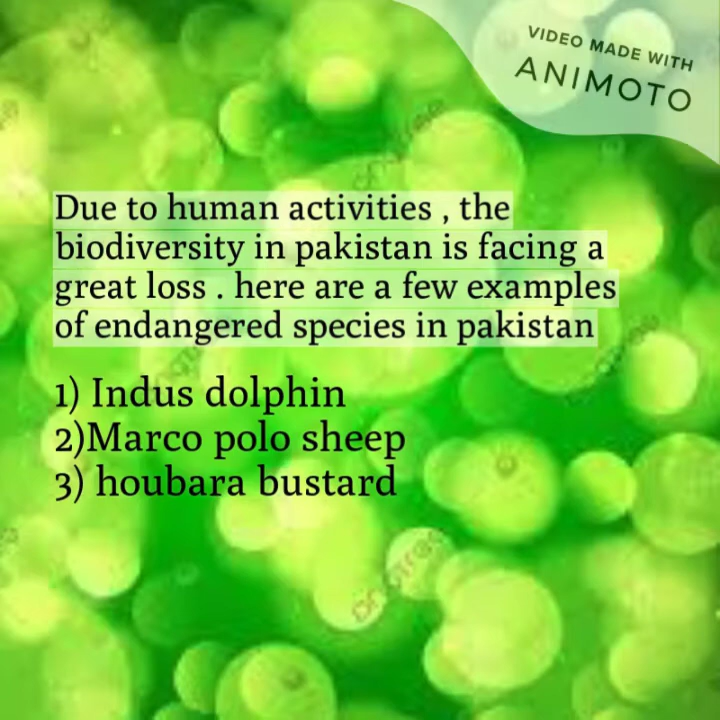 VIDEO MADE WITH
ANIMOTO
Due to human activities , the
biodiversity in pakistan is facing a
great loss . here are a few examples
of endangered species in pakistan
1) Indus dolphin
2)Marco polo sheep
3) houbara bustard